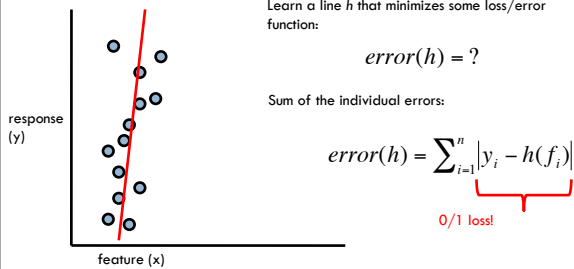 Learn a line h that minimizes some loss/error
function:
error(h) = ?
Sum of the individual errors:
response
(y)
error(h) = ∑ⁿᵢ₌₁ |yᵢ − h(fᵢ)|
0/1 loss!
feature (x)